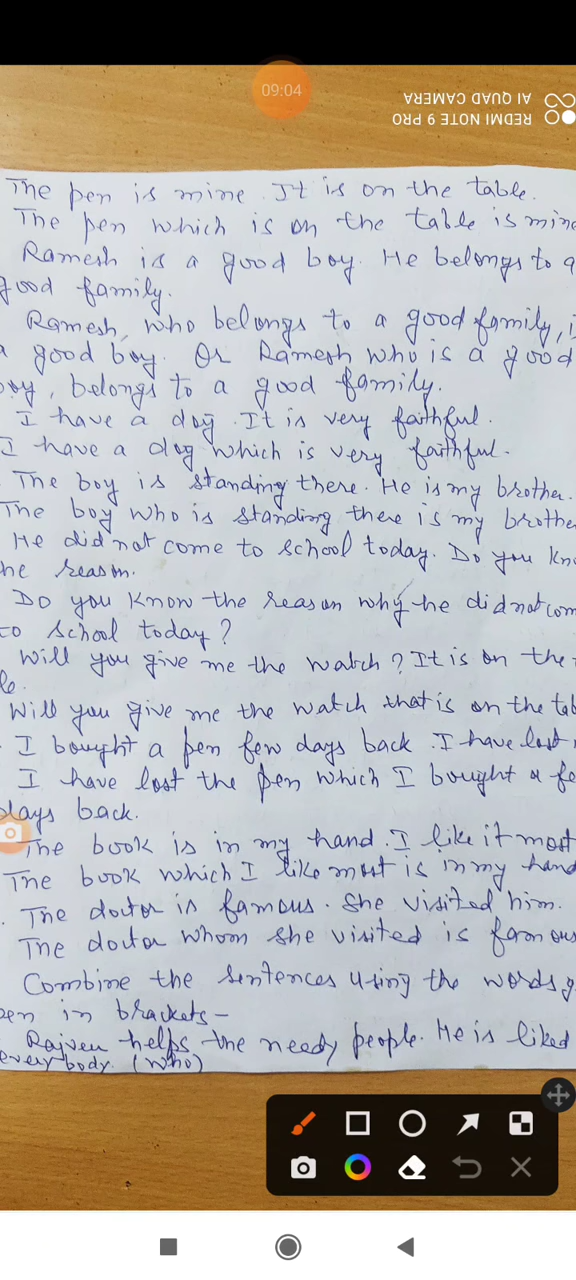 09:04
REDMI NOTE 9 PRO
AI QUAD CAMERA
The pen is mine. It is on the table.
The pen which is on the table is mine
Ramesh is a good boy. He belongs to a
good family.
Ramesh, who belongs to a good family, i
a good boy. Or Ramesh who is a good
boy, belongs to a good family.
I have a dog. It is very faithful.
I have a dog which is very faithful.
The boy is standing there. He is my brother.
The boy who is standing there is my brothe
He did not come to school today. Do you kno
he reason.
Do you know the reason why he did not com
to school today?
Will you give me the watch? It is on the
le.
Will you give me the watch that is on the tab
I bought a pen few days back. I have lost
I have lost the pen which I bought a fe
days back.
The book is in my hand. I like it most
The book which I like most is in my hand
The doctor is famous. She visited him.
The doctor whom she visited is famous
Combine the sentences using the words g
en in brackets-
Rajveer helps the needy people. He is liked
everybody. (who)